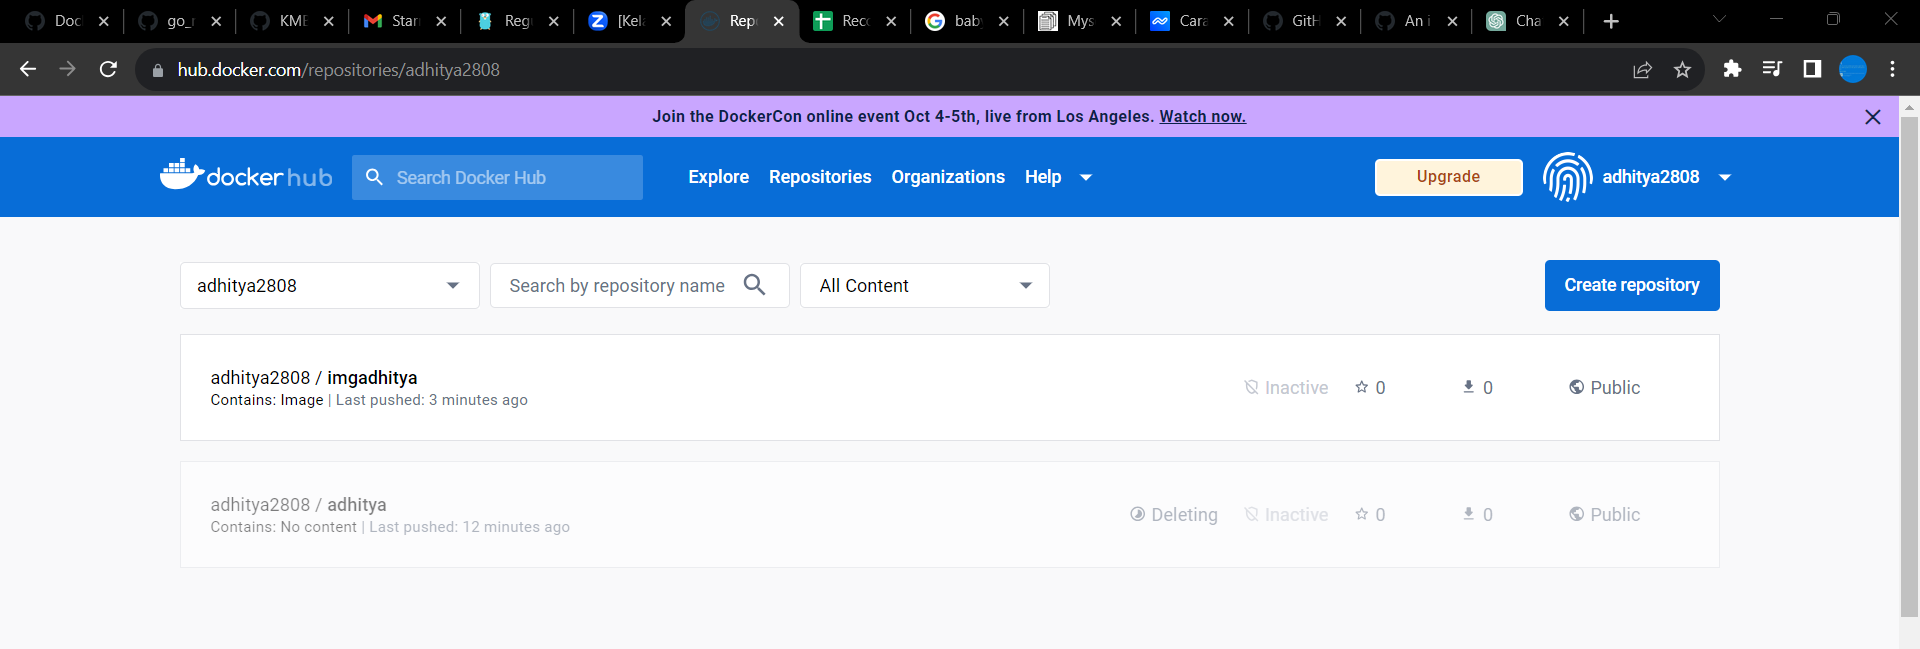 Doc go_ KME Star Reg [Kela Rep Reco baby Mys Cara GitH An i Cha
hub.docker.com/repositories/adhitya2808
Join the DockerCon online event Oct 4-5th, live from Los Angeles. Watch now.
docker hub Search Docker Hub Explore Repositories Organizations Help Upgrade adhitya2808
adhitya2808 Search by repository name All Content Create repository
adhitya2808 / imgadhitya Inactive 0 0 Public
Contains: Image | Last pushed: 3 minutes ago
adhitya2808 / adhitya Deleting Inactive 0 0 Public
Contains: No content | Last pushed: 12 minutes ago